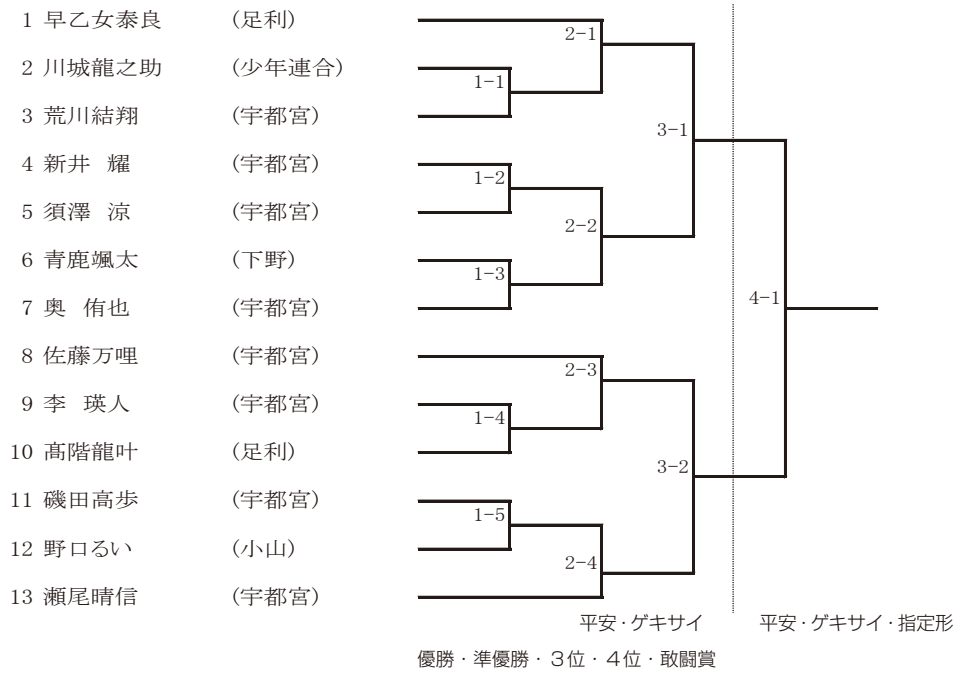 1 早乙女泰良 (足利)
2-1
2 川城龍之助 (少年連合)
1-1
3 荒川結翔 (宇都宮)
3-1
4 新井 耀 (宇都宮)
1-2
5 須澤 涼 (宇都宮)
2-2
6 青鹿颯太 (下野)
1-3
7 奥 侑也 (宇都宮)
4-1
8 佐藤万哩 (宇都宮)
2-3
9 李 瑛人 (宇都宮)
1-4
10 髙階龍叶 (足利)
3-2
11 磯田高歩 (宇都宮)
1-5
12 野口るい (小山)
2-4
13 瀬尾晴信 (宇都宮)
平安・ゲキサイ 平安・ゲキサイ・指定形
優勝・準優勝・3位・4位・敢闘賞